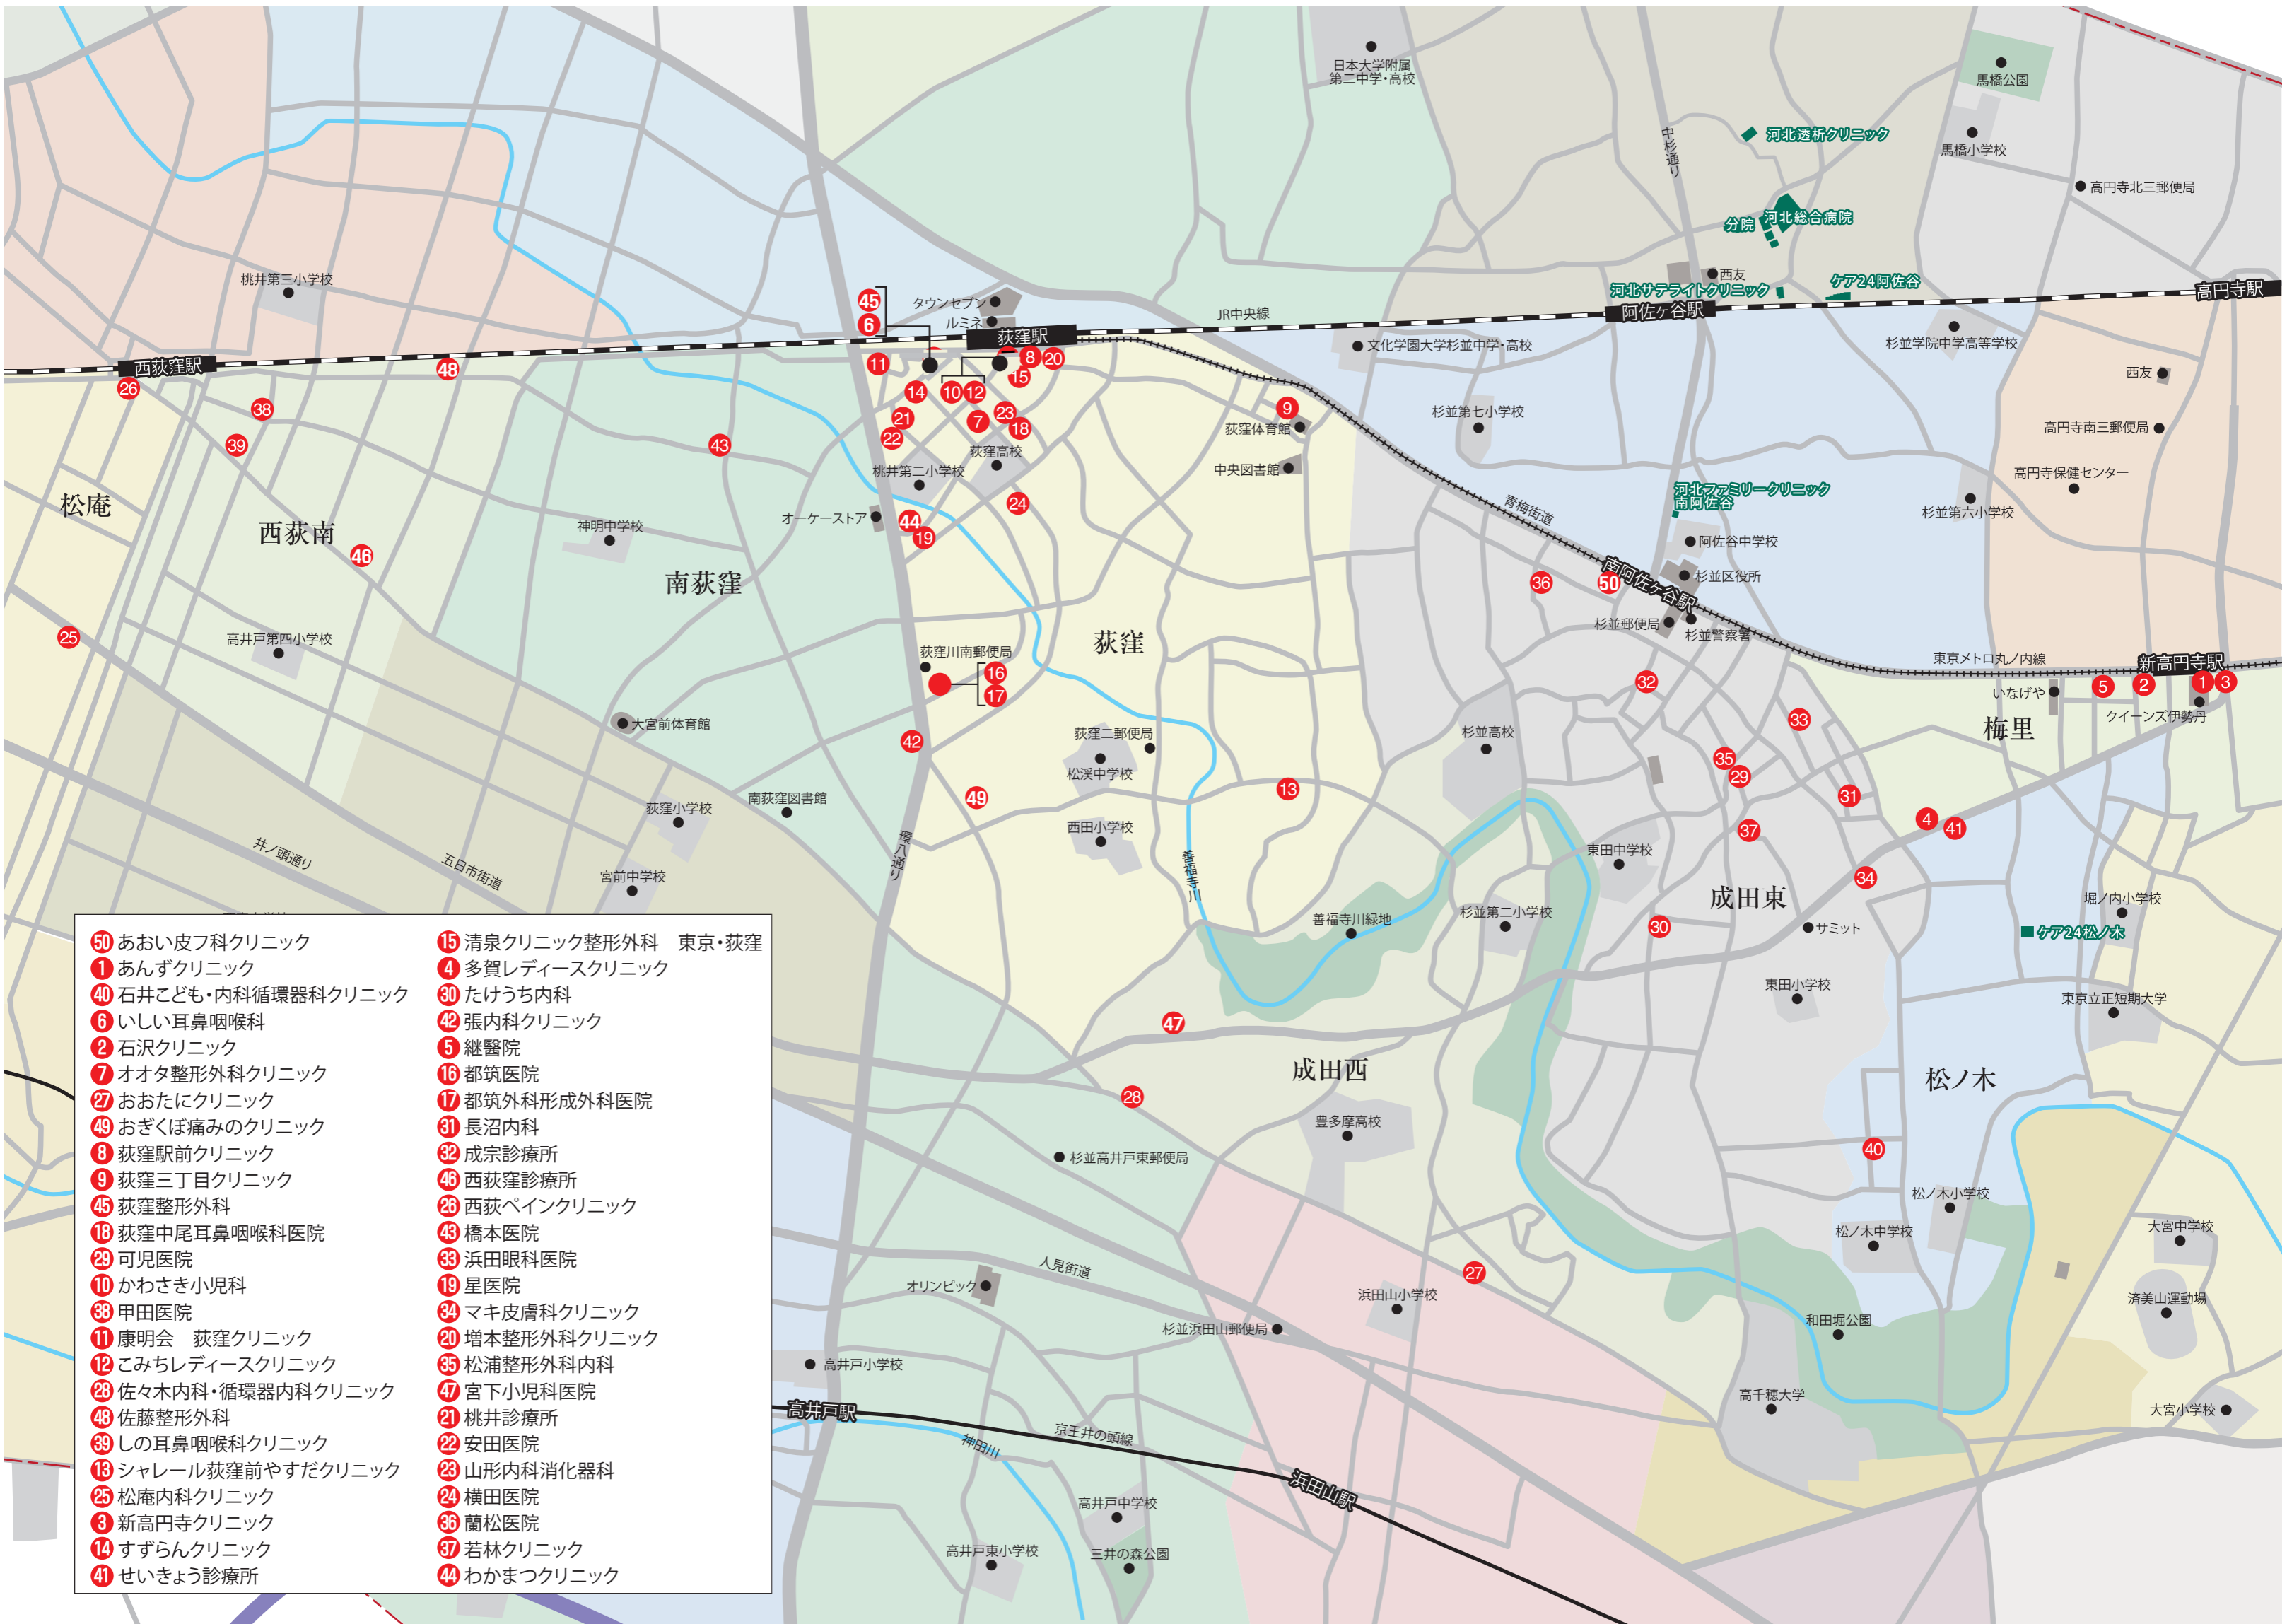 日本大学附属
第二中学・高校
馬橋公園
中杉通り
河北透析クリニック
馬橋小学校
高円寺北三郵便局
分院
河北総合病院
桃井第三小学校
西友
河北サテライトクリニック
ケア24阿佐谷
高円寺駅
45
6
タウンセブン
ルミネ
JR中央線
阿佐ヶ谷駅
荻窪駅
文化学園大学杉並中学・高校
杉並学院中学高等学校
西荻窪駅
26
48
11
8
20
15
西友
14
10
12
38
39
43
21
22
7
23
18
9
荻窪体育館
杉並第七小学校
高円寺南三郵便局
荻窪高校
桃井第二小学校
中央図書館
高円寺保健センター
松庵
西荻南
オーケーストア
24
44
19
青梅街道
河北ファミリークリニック
南阿佐谷
杉並第六小学校
神明中学校
阿佐谷中学校
46
南荻窪
36
50
南阿佐ヶ谷駅
杉並区役所
25
高井戸第四小学校
荻窪
杉並郵便局
杉並警察署
荻窪川南郵便局
16
17
東京メトロ丸ノ内線
新高円寺駅
32
いなげや
5
2
1
3
クイーンズ伊勢丹
大宮前体育館
42
荻窪二郵便局
松溪中学校
杉並高校
33
梅里
35
29
49
13
31
南荻窪図書館
荻窪小学校
西田小学校
環八通り
善福寺川
37
4
41
井ノ頭通り
五日市街道
宮前中学校
東田中学校
34
成田東
堀ノ内小学校
善福寺川緑地
杉並第二小学校
30
サミット
ケア24松ノ木
東田小学校
東京立正短期大学
47
成田西
松ノ木
28
豊多摩高校
杉並高井戸東郵便局
40
松ノ木小学校
松ノ木中学校
大宮中学校
人見街道
オリンピック
27
浜田山小学校
杉並浜田山郵便局
済美山運動場
和田堀公園
高井戸小学校
高千穂大学
高井戸駅
大宮小学校
神田川
京王井の頭線
浜田山駅
高井戸中学校
高井戸東小学校
三井の森公園
50 あおい皮フ科クリニック
1 あんずクリニック
40 石井こども・内科循環器科クリニック
6 いしい耳鼻咽喉科
2 石沢クリニック
7 オオタ整形外科クリニック
27 おおたにクリニック
49 おぎくぼ痛みのクリニック
8 荻窪駅前クリニック
9 荻窪三丁目クリニック
45 荻窪整形外科
18 荻窪中尾耳鼻咽喉科医院
29 可児医院
10 かわさき小児科
38 甲田医院
11 康明会　荻窪クリニック
12 こみちレディースクリニック
28 佐々木内科・循環器内科クリニック
48 佐藤整形外科
39 しの耳鼻咽喉科クリニック
13 シャレール荻窪前やすだクリニック
25 松庵内科クリニック
3 新高円寺クリニック
14 すずらんクリニック
41 せいきょう診療所
15 清泉クリニック整形外科　東京・荻窪
4 多賀レディースクリニック
30 たけうち内科
42 張内科クリニック
5 継醫院
16 都筑医院
17 都筑外科形成外科医院
31 長沼内科
32 成宗診療所
46 西荻窪診療所
26 西荻ペインクリニック
43 橋本医院
33 浜田眼科医院
19 星医院
34 マキ皮膚科クリニック
20 増本整形外科クリニック
35 松浦整形外科内科
47 宮下小児科医院
21 桃井診療所
22 安田医院
23 山形内科消化器科
24 横田医院
36 蘭松医院
37 若林クリニック
44 わかまつクリニック